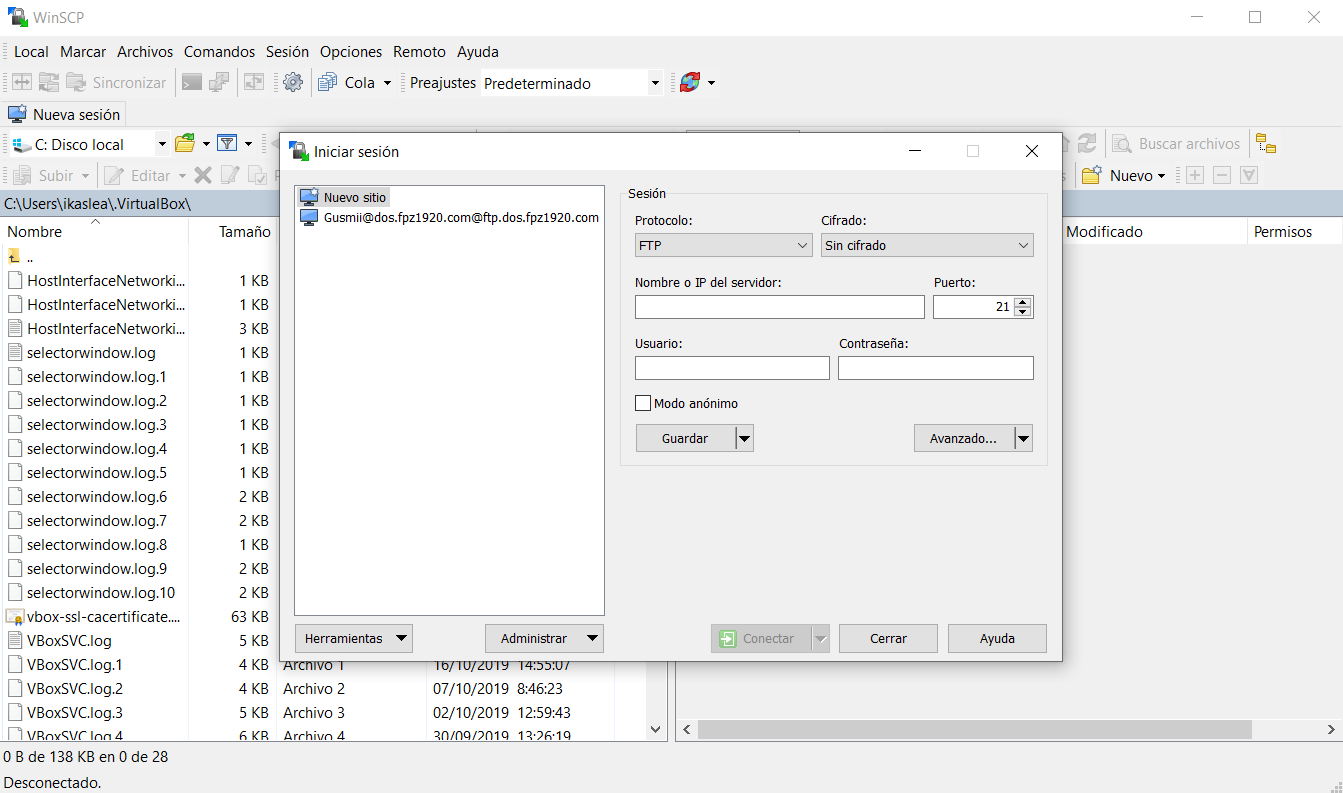 WinSCP
Local Marcar Archivos Comandos Sesión Opciones Remoto Ayuda
Sincronizar Cola Preajustes Predeterminado
Nueva sesión
C: Disco local
Buscar archivos
Subir Editar
Nuevo
C:\Users\ikaslea\.VirtualBox\
Nombre Tamaño
Modificado Permisos
..
HostInterfaceNetworki... 1 KB
HostInterfaceNetworki... 1 KB
HostInterfaceNetworki... 3 KB
selectorwindow.log 1 KB
selectorwindow.log.1 1 KB
selectorwindow.log.2 1 KB
selectorwindow.log.3 1 KB
selectorwindow.log.4 1 KB
selectorwindow.log.5 1 KB
selectorwindow.log.6 2 KB
selectorwindow.log.7 2 KB
selectorwindow.log.8 1 KB
selectorwindow.log.9 2 KB
selectorwindow.log.10 2 KB
vbox-ssl-cacertificate.... 63 KB
VBoxSVC.log 5 KB
VBoxSVC.log.1 4 KB Archivo 1 16/10/2019 14:55:07
VBoxSVC.log.2 4 KB Archivo 2 07/10/2019 8:46:23
VBoxSVC.log.3 5 KB Archivo 3 02/10/2019 12:59:43
VBoxSVC.log.4 6 KB Archivo 4 30/09/2019 13:26:19
Iniciar sesión
Nuevo sitio
Gusmii@dos.fpz1920.com@ftp.dos.fpz1920.com
Sesión
Protocolo: Cifrado:
FTP Sin cifrado
Nombre o IP del servidor: Puerto:
21
Usuario: Contraseña:
Modo anónimo
Guardar Avanzado...
Herramientas Administrar Conectar Cerrar Ayuda
0 B de 138 KB en 0 de 28
Desconectado.